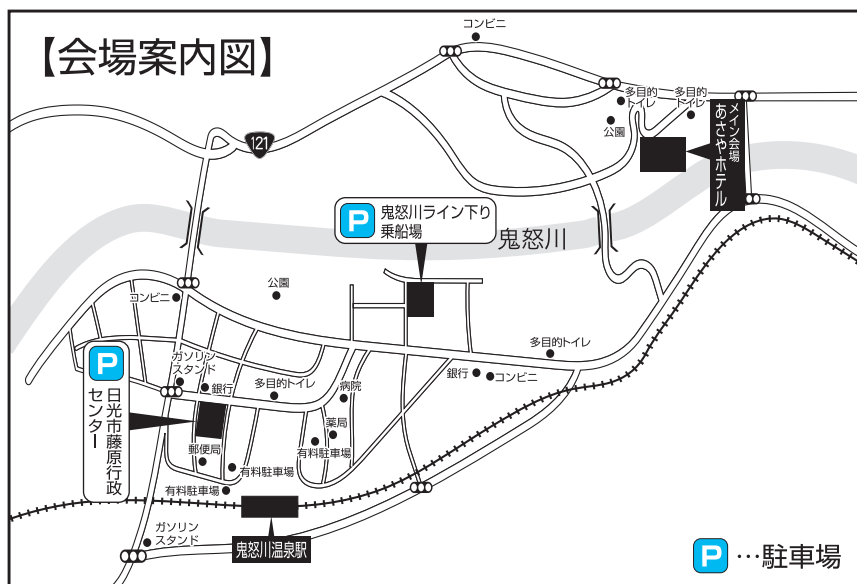 【会場案内図】
コンビニ
多目的
トイレ
多目的
トイレ
公園
メイン会場
あさやホテル
121
P
鬼怒川ライン下り
乗船場
鬼怒川
公園
コンビニ
ガソリン
スタンド
銀行
多目的トイレ
病院
薬局
有料駐車場
多目的トイレ
銀行
コンビニ
P
日光市藤原行政
センター
郵便局
有料駐車場
有料駐車場
ガソリン
スタンド
鬼怒川温泉駅
P …駐車場